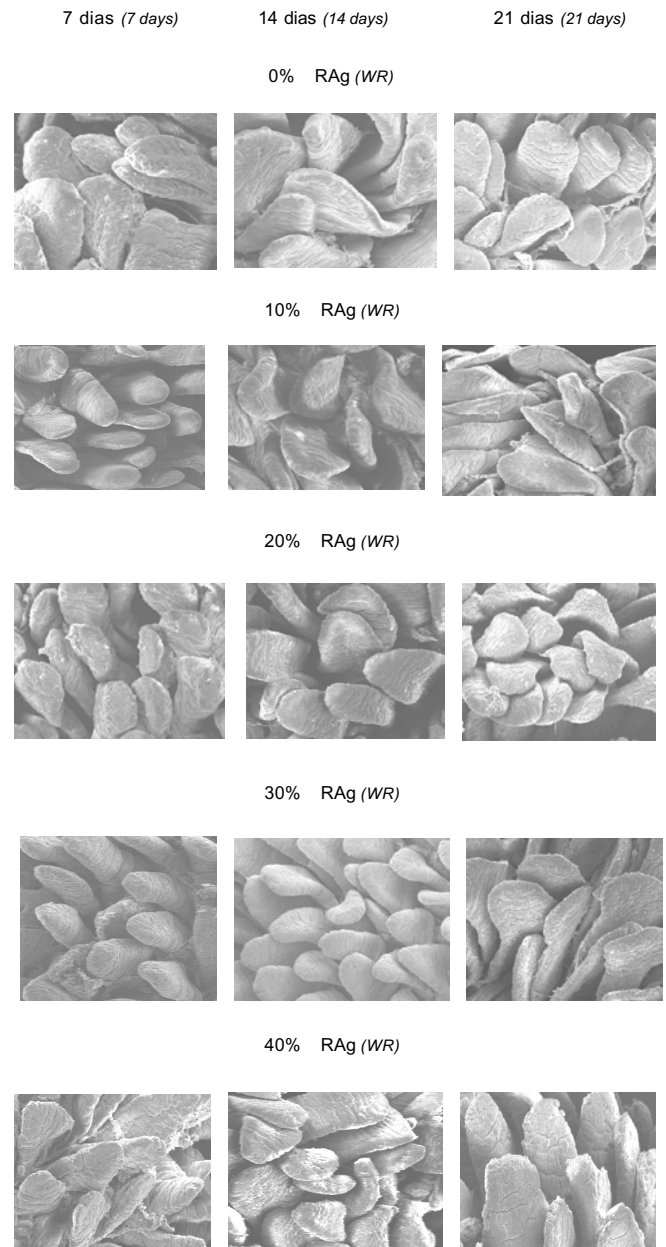 7 dias (7 days) 14 dias (14 days) 21 dias (21 days)
0% RAg (WR)
10% RAg (WR)
20% RAg (WR)
30% RAg (WR)
40% RAg (WR)